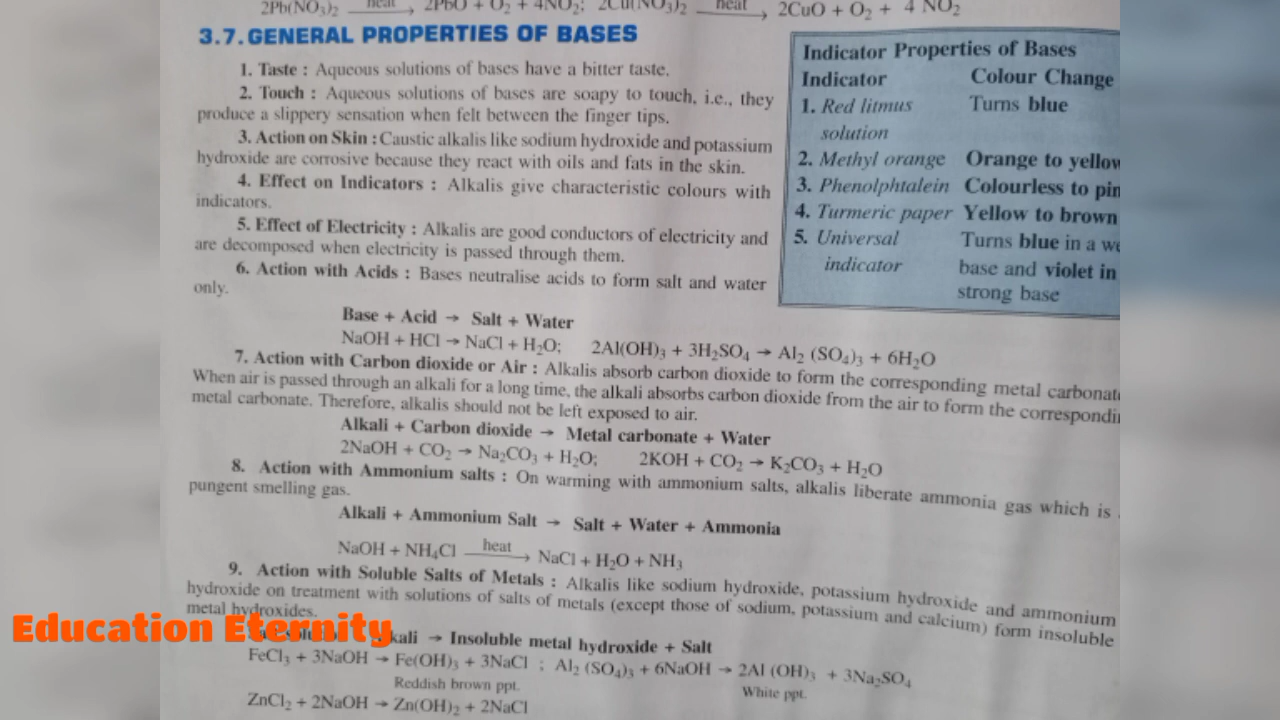 2Pb(NO3)2 heat → 2PbO + O2 + 4NO2; 2Cu(NO3)2 heat → 2CuO + O2 + 4 NO2
3.7. GENERAL PROPERTIES OF BASES
1. Taste : Aqueous solutions of bases have a bitter taste.
2. Touch : Aqueous solutions of bases are soapy to touch, i.e., they
produce a slippery sensation when felt between the finger tips.
3. Action on Skin : Caustic alkalis like sodium hydroxide and potassium
hydroxide are corrosive because they react with oils and fats in the skin.
4. Effect on Indicators : Alkalis give characteristic colours with
indicators.
5. Effect of Electricity : Alkalis are good conductors of electricity and
are decomposed when electricity is passed through them.
6. Action with Acids : Bases neutralise acids to form salt and water
only.
Indicator Properties of Bases
Indicator Colour Change
1. Red litmus Turns blue
solution
2. Methyl orange Orange to yellow
3. Phenolphtalein Colourless to pin
4. Turmeric paper Yellow to brown
5. Universal Turns blue in a we
indicator base and violet in
strong base
Base + Acid → Salt + Water
NaOH + HCl → NaCl + H2O; 2Al(OH)3 + 3H2SO4 → Al2 (SO4)3 + 6H2O
7. Action with Carbon dioxide or Air : Alkalis absorb carbon dioxide to form the corresponding metal carbonat
When air is passed through an alkali for a long time, the alkali absorbs carbon dioxide from the air to form the correspondi
metal carbonate. Therefore, alkalis should not be left exposed to air.
Alkali + Carbon dioxide → Metal carbonate + Water
2NaOH + CO2 → Na2CO3 + H2O; 2KOH + CO2 → K2CO3 + H2O
8. Action with Ammonium salts : On warming with ammonium salts, alkalis liberate ammonia gas which is
pungent smelling gas.
Alkali + Ammonium Salt → Salt + Water + Ammonia
NaOH + NH4Cl heat → NaCl + H2O + NH3
9. Action with Soluble Salts of Metals : Alkalis like sodium hydroxide, potassium hydroxide and ammonium
hydroxide on treatment with solutions of salts of metals (except those of sodium, potassium and calcium) form insoluble
metal hydroxides.
Education Eternity
kali → Insoluble metal hydroxide + Salt
FeCl3 + 3NaOH → Fe(OH)3 + 3NaCl ; Al2 (SO4)3 + 6NaOH → 2Al (OH)3 + 3Na2SO4
Reddish brown ppt. White ppt.
ZnCl2 + 2NaOH → Zn(OH)2 + 2NaCl